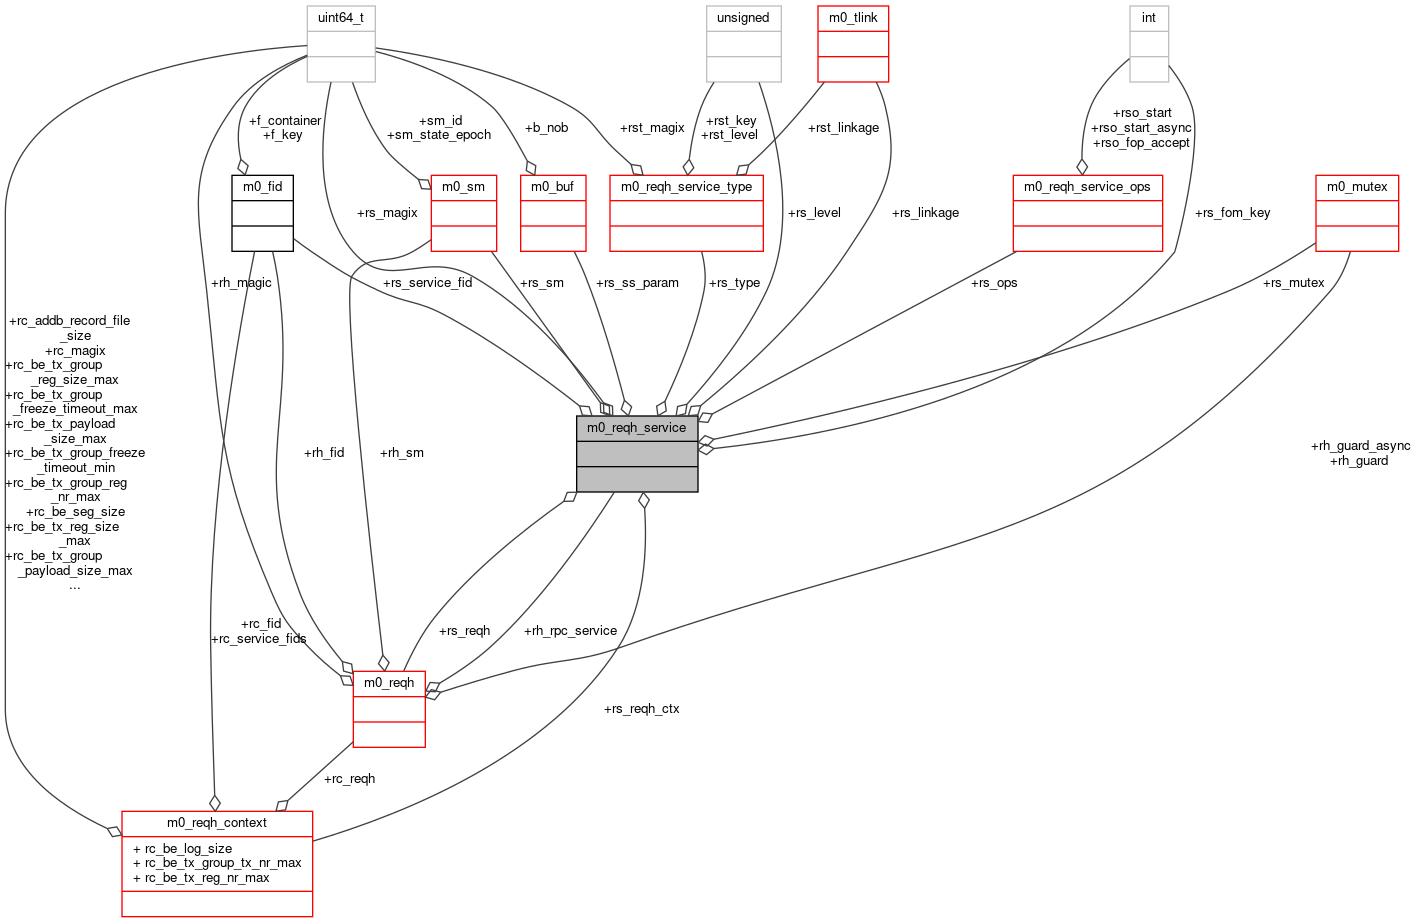 uint64_t
unsigned
m0_tlink
int
+f_container
+f_key
+sm_id
+sm_state_epoch
+b_nob
+rst_magix
+rst_key
+rst_level
+rst_linkage
+rso_start
+rso_start_async
+rso_fop_accept
m0_fid
m0_sm
m0_buf
m0_reqh_service_type
m0_reqh_service_ops
m0_mutex
+rs_magix
+rs_level
+rs_linkage
+rs_fom_key
+rh_magic
+rs_service_fid
+rs_sm
+rs_ss_param
+rs_type
+rs_ops
+rs_mutex
+rc_addb_record_file
_size
+rc_magix
+rc_be_tx_group
_reg_size_max
+rc_be_tx_group
_freeze_timeout_max
+rc_be_tx_payload
_size_max
+rc_be_tx_group_freeze
_timeout_min
+rc_be_tx_group_reg
_nr_max
+rc_be_seg_size
+rc_be_tx_reg_size
_max
+rc_be_tx_group
_payload_size_max
...
m0_reqh_service
+rh_fid
+rh_sm
+rh_guard_async
+rh_guard
+rc_fid
+rc_service_fids
+rs_reqh
+rh_rpc_service
m0_reqh
+rs_reqh_ctx
+rc_reqh
m0_reqh_context
+ rc_be_log_size
+ rc_be_tx_group_tx_nr_max
+ rc_be_tx_reg_nr_max